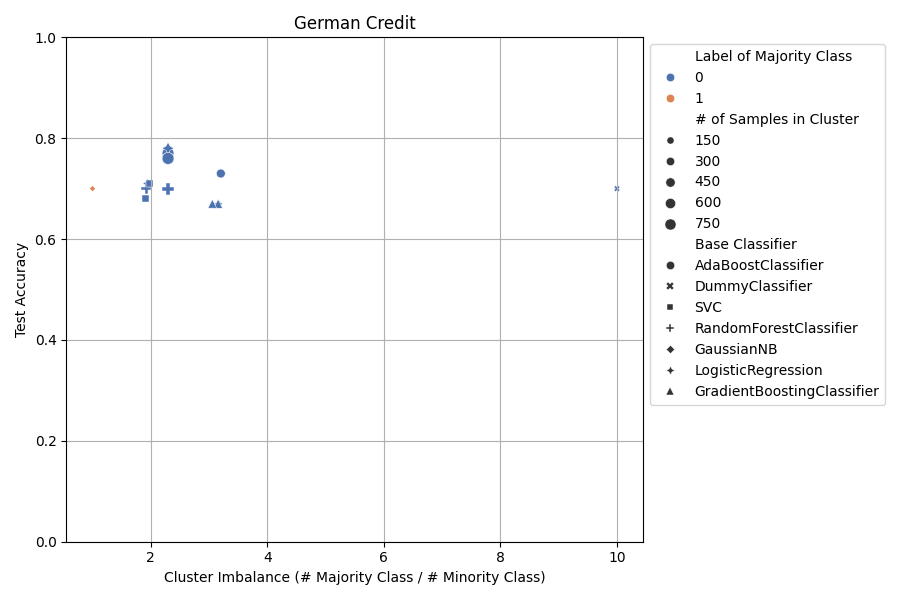 German Credit
1.0
0.8
0.6
0.4
0.2
0.0
Test Accuracy
2 4 6 8 10
Cluster Imbalance (# Majority Class / # Minority Class)
Label of Majority Class
0
1
# of Samples in Cluster
150
300
450
600
750
Base Classifier
AdaBoostClassifier
DummyClassifier
SVC
RandomForestClassifier
GaussianNB
LogisticRegression
GradientBoostingClassifier